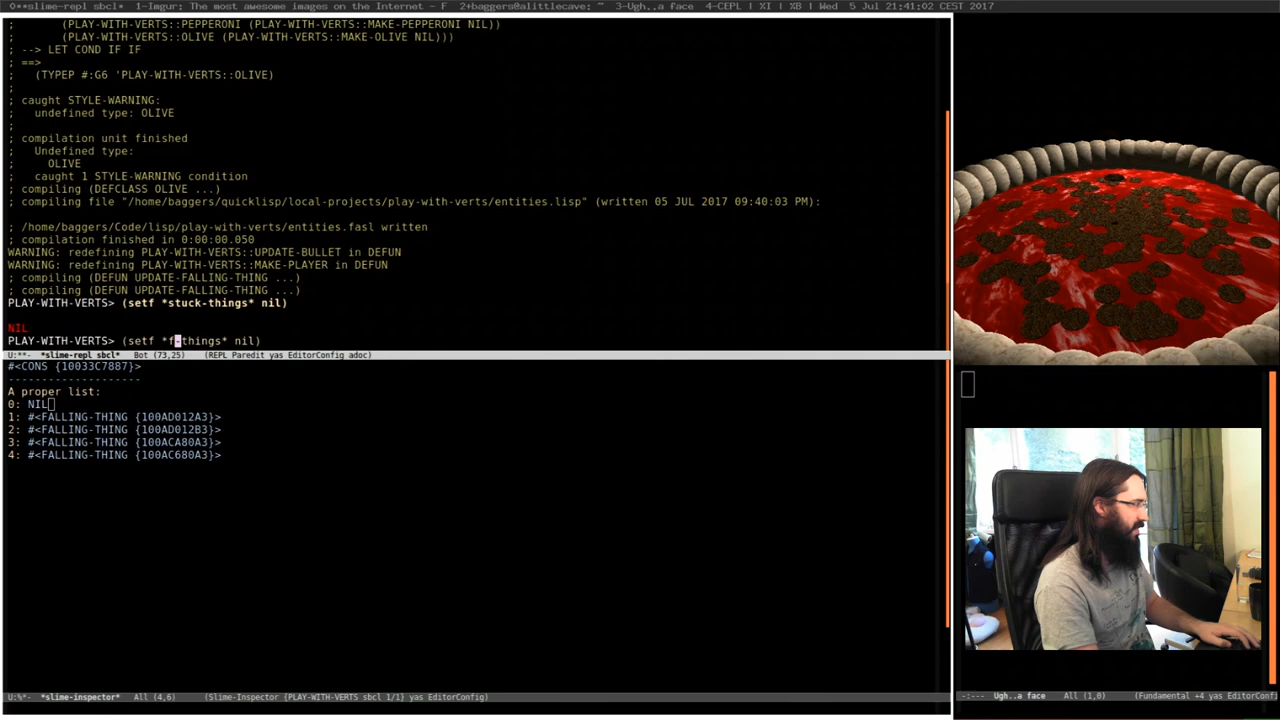 0**slime-repl sbcl* 1-Imgur: The most awesome images on the Internet - F 2+baggers@alittlecave: ~ 3-Ugh..a face 4-CEPL | %I | %B | Wed 5 Jul 21:41:02 CEST 2017
; (PLAY-WITH-VERTS::PEPPERONI (PLAY-WITH-VERTS::MAKE-PEPPERONI NIL))
(PLAY-WITH-VERTS::OLIVE (PLAY-WITH-VERTS::MAKE-OLIVE NIL)))
; --> LET COND IF IF
; ==>
; (TYPEP #:G6 'PLAY-WITH-VERTS::OLIVE)
;
; caught STYLE-WARNING:
; undefined type: OLIVE
;
; compilation unit finished
; Undefined type:
; OLIVE
; caught 1 STYLE-WARNING condition
; compiling (DEFCLASS OLIVE ...)
; compiling file "/home/baggers/quicklisp/local-projects/play-with-verts/entities.lisp" (written 05 JUL 2017 09:40:03 PM):
; /home/baggers/Code/lisp/play-with-verts/entities.fasl written
; compilation finished in 0:00:00.050
WARNING: redefining PLAY-WITH-VERTS::UPDATE-BULLET in DEFUN
WARNING: redefining PLAY-WITH-VERTS::MAKE-PLAYER in DEFUN
; compiling (DEFUN UPDATE-FALLING-THING ...)
; compiling (DEFUN UPDATE-FALLING-THING ...)
PLAY-WITH-VERTS> (setf *stuck-things* nil)
NIL
PLAY-WITH-VERTS> (setf *f-things* nil)
U:**- *slime-repl sbcl* Bot (73,25) (REPL Paredit yas EditorConfig adoc)
#<CONS {10033C7887}>
--------------------
A proper list:
0: NIL
1: #<FALLING-THING {100AD012A3}>
2: #<FALLING-THING {100AD012B3}>
3: #<FALLING-THING {100ACA80A3}>
4: #<FALLING-THING {100AC680A3}>
U:%*- *slime-inspector* All (4,6) (Slime-Inspector {PLAY-WITH-VERTS sbcl 1/1} yas EditorConfig)
-:--- Ugh..a face All (1,0) (Fundamental +4 yas EditorConfi